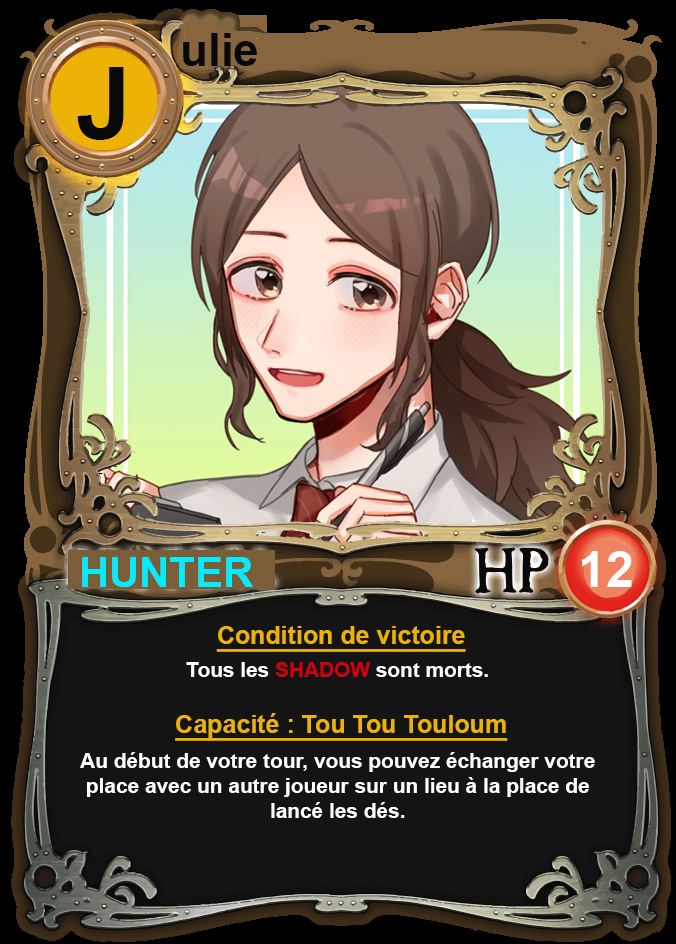 Julie
HUNTER
HP 12
Condition de victoire
Tous les SHADOW sont morts.
Capacité : Tou Tou Touloum
Au début de votre tour, vous pouvez échanger votre
place avec un autre joueur sur un lieu à la place de
lancé les dés.